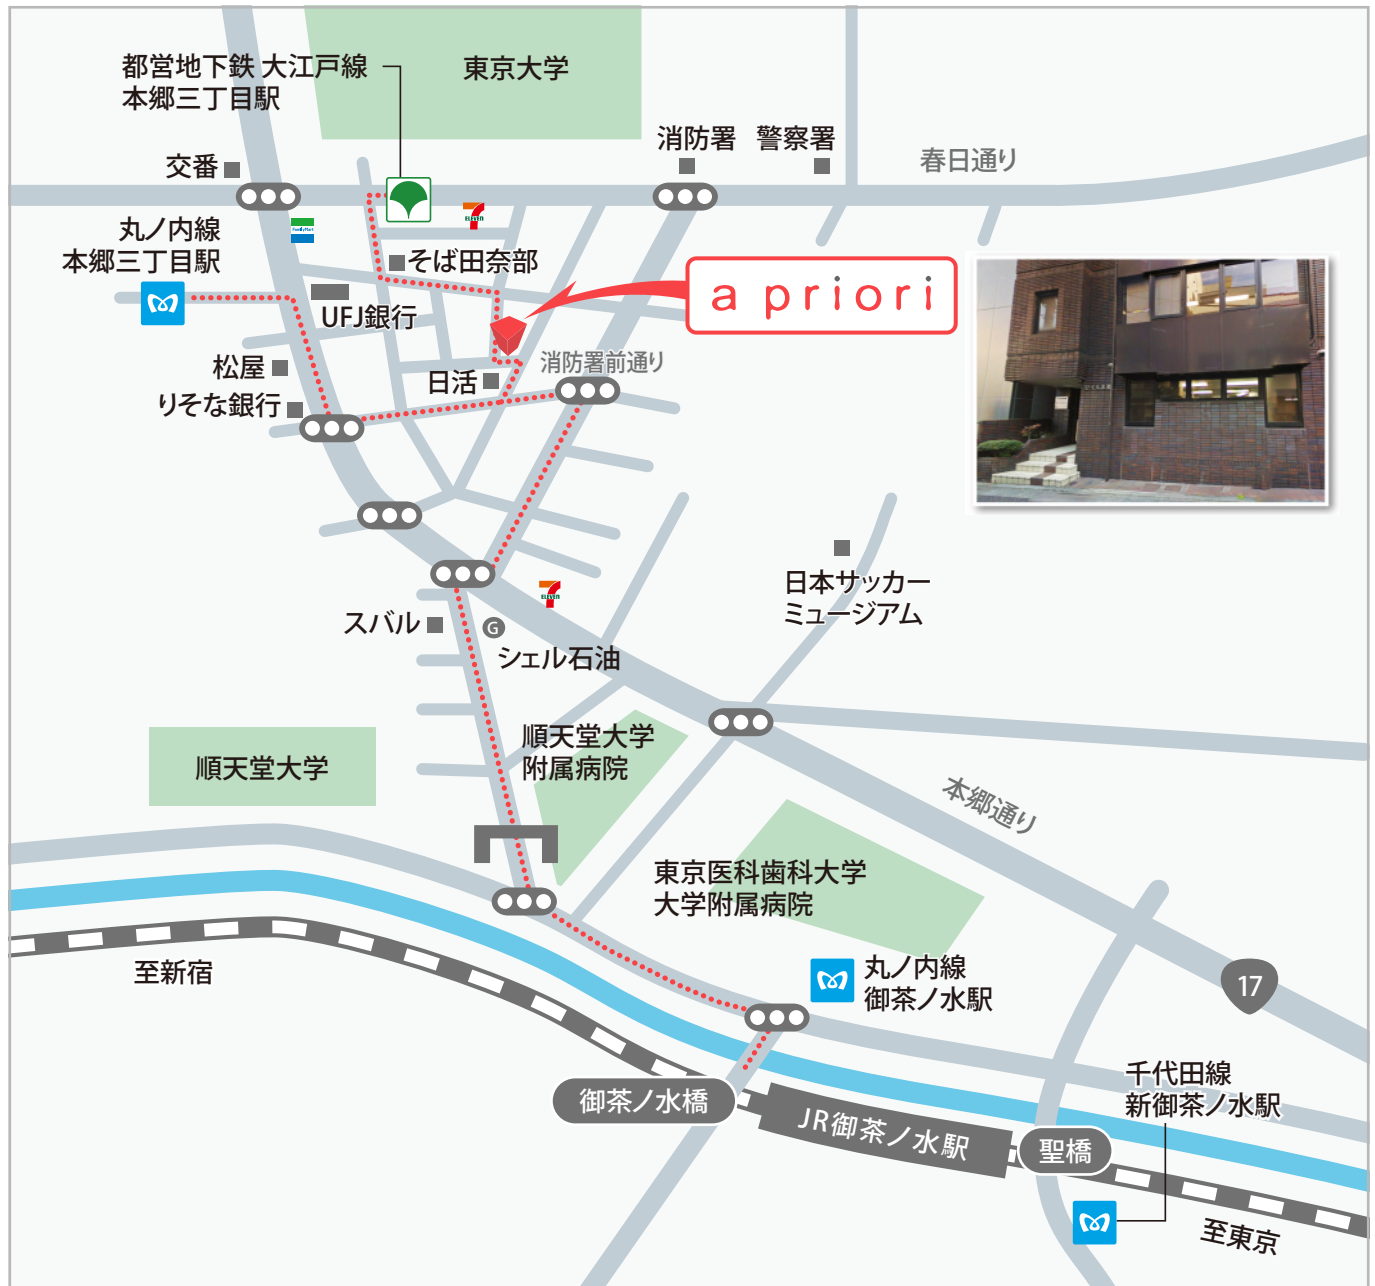 都営地下鉄 大江戸線
本郷三丁目駅
東京大学
交番
消防署
警察署
春日通り
7
ELEVEN
FamilyMart
丸ノ内線
本郷三丁目駅
そば田奈部
a priori
UFJ銀行
松屋
日活
消防署前通り
りそな銀行
日本サッカー
ミュージアム
7
ELEVEN
スバル
G
シェル石油
順天堂大学
順天堂大学
附属病院
本郷通り
東京医科歯科大学
大学附属病院
至新宿
丸ノ内線
御茶ノ水駅
17
千代田線
新御茶ノ水駅
御茶ノ水橋
JR御茶ノ水駅
聖橋
至東京